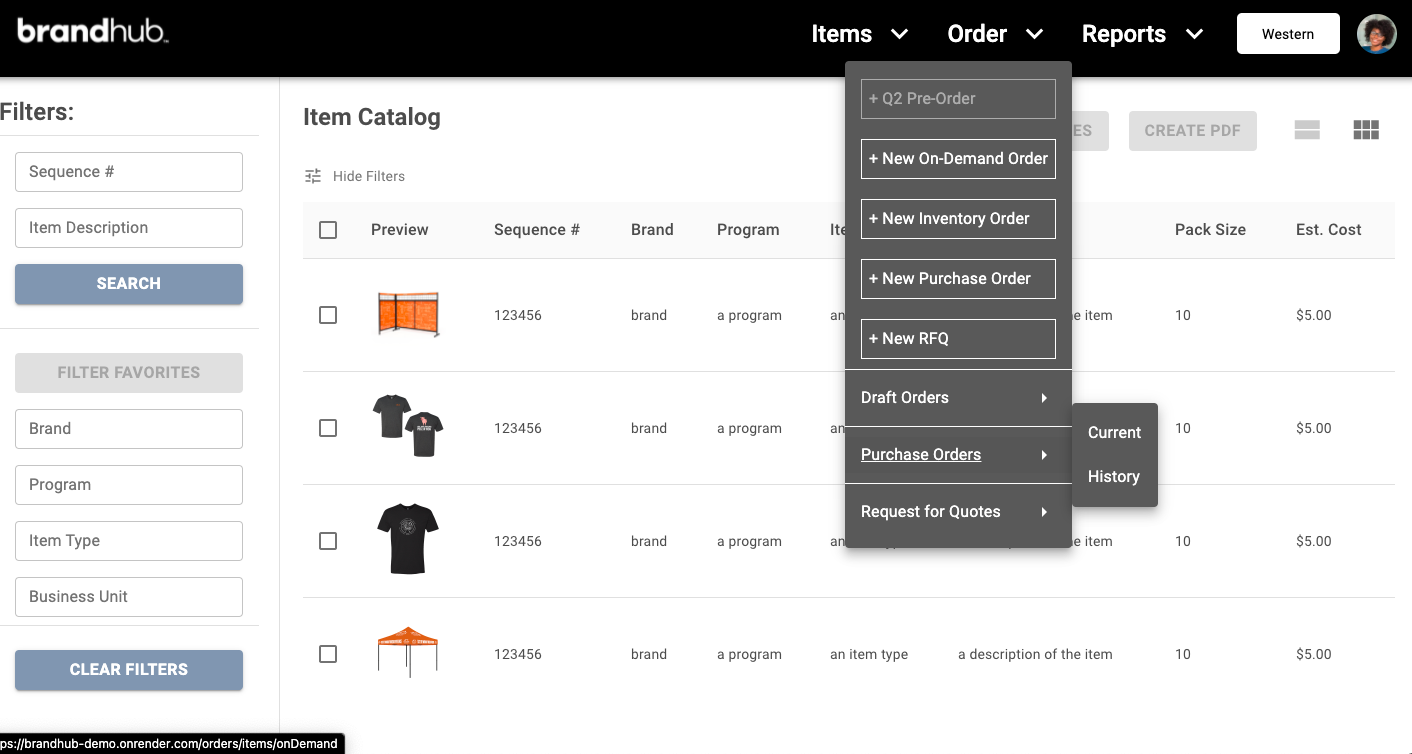 brandhub
Items Order Reports Western
Filters:
Sequence #
Item Description
SEARCH
FILTER FAVORITES
Brand
Program
Item Type
Business Unit
CLEAR FILTERS
Item Catalog
ES CREATE PDF
Hide Filters
Preview Sequence # Brand Program Ite Pack Size Est. Cost
123456 brand a program an e item 10 $5.00
123456 brand a program an 10 $5.00
123456 brand a program an e item 10 $5.00
123456 brand a program an item type a description of the item 10 $5.00
+ Q2 Pre-Order
+ New On-Demand Order
+ New Inventory Order
+ New Purchase Order
+ New RFQ
Draft Orders
Purchase Orders
Request for Quotes
Current
History
ps://brandhub-demo.onrender.com/orders/items/onDemand